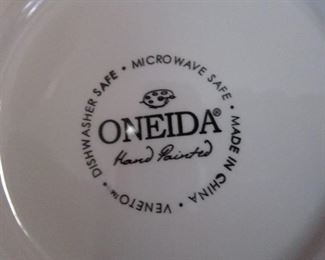 DISHWASHER SAFE • MICROWAVE SAFE • MADE IN CHINA • VENETO™ •
ONEIDA®
Hand Painted